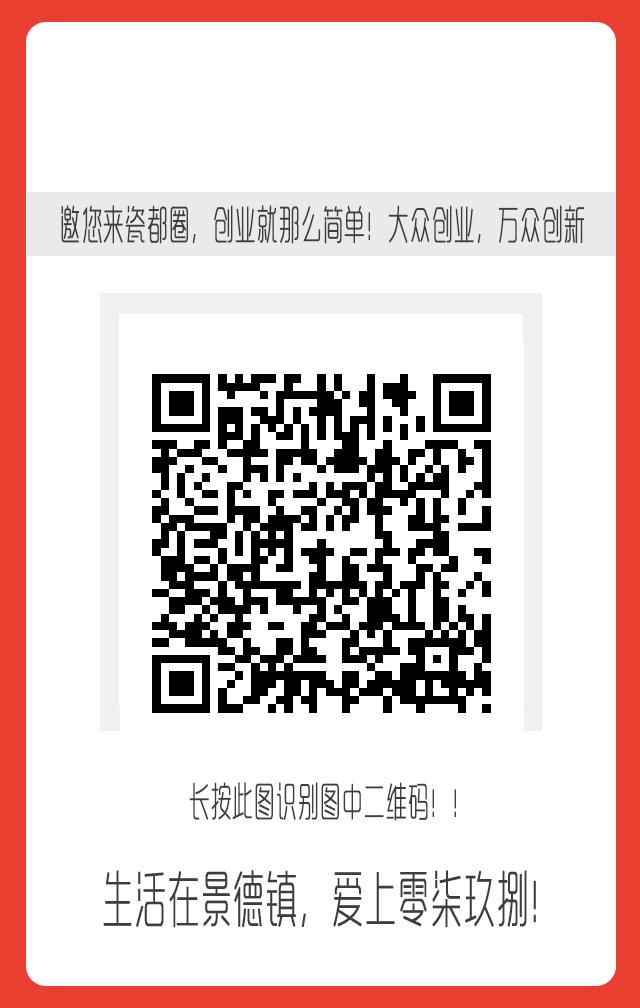 邀您来瓷都圈，创业就那么简单！大众创业，万众创新
长按此图识别图中二维码！！
生活在景德镇，爱上零柒玖捌！